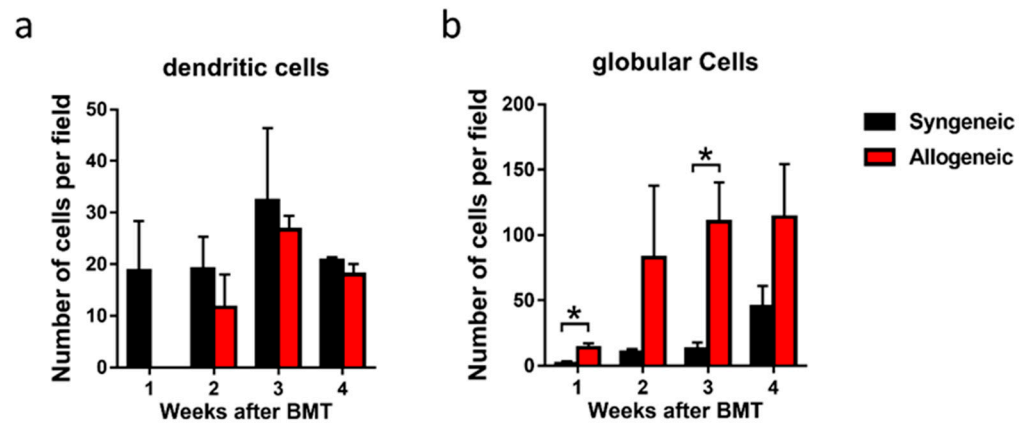 a
dendritic cells
Number of cells per field
50
40
30
20
10
0
1 2 3 4
Weeks after BMT
b
globular Cells
Number of cells per field
200
150
100
50
0
*
*
1 2 3 4
Weeks after BMT
Syngeneic
Allogeneic